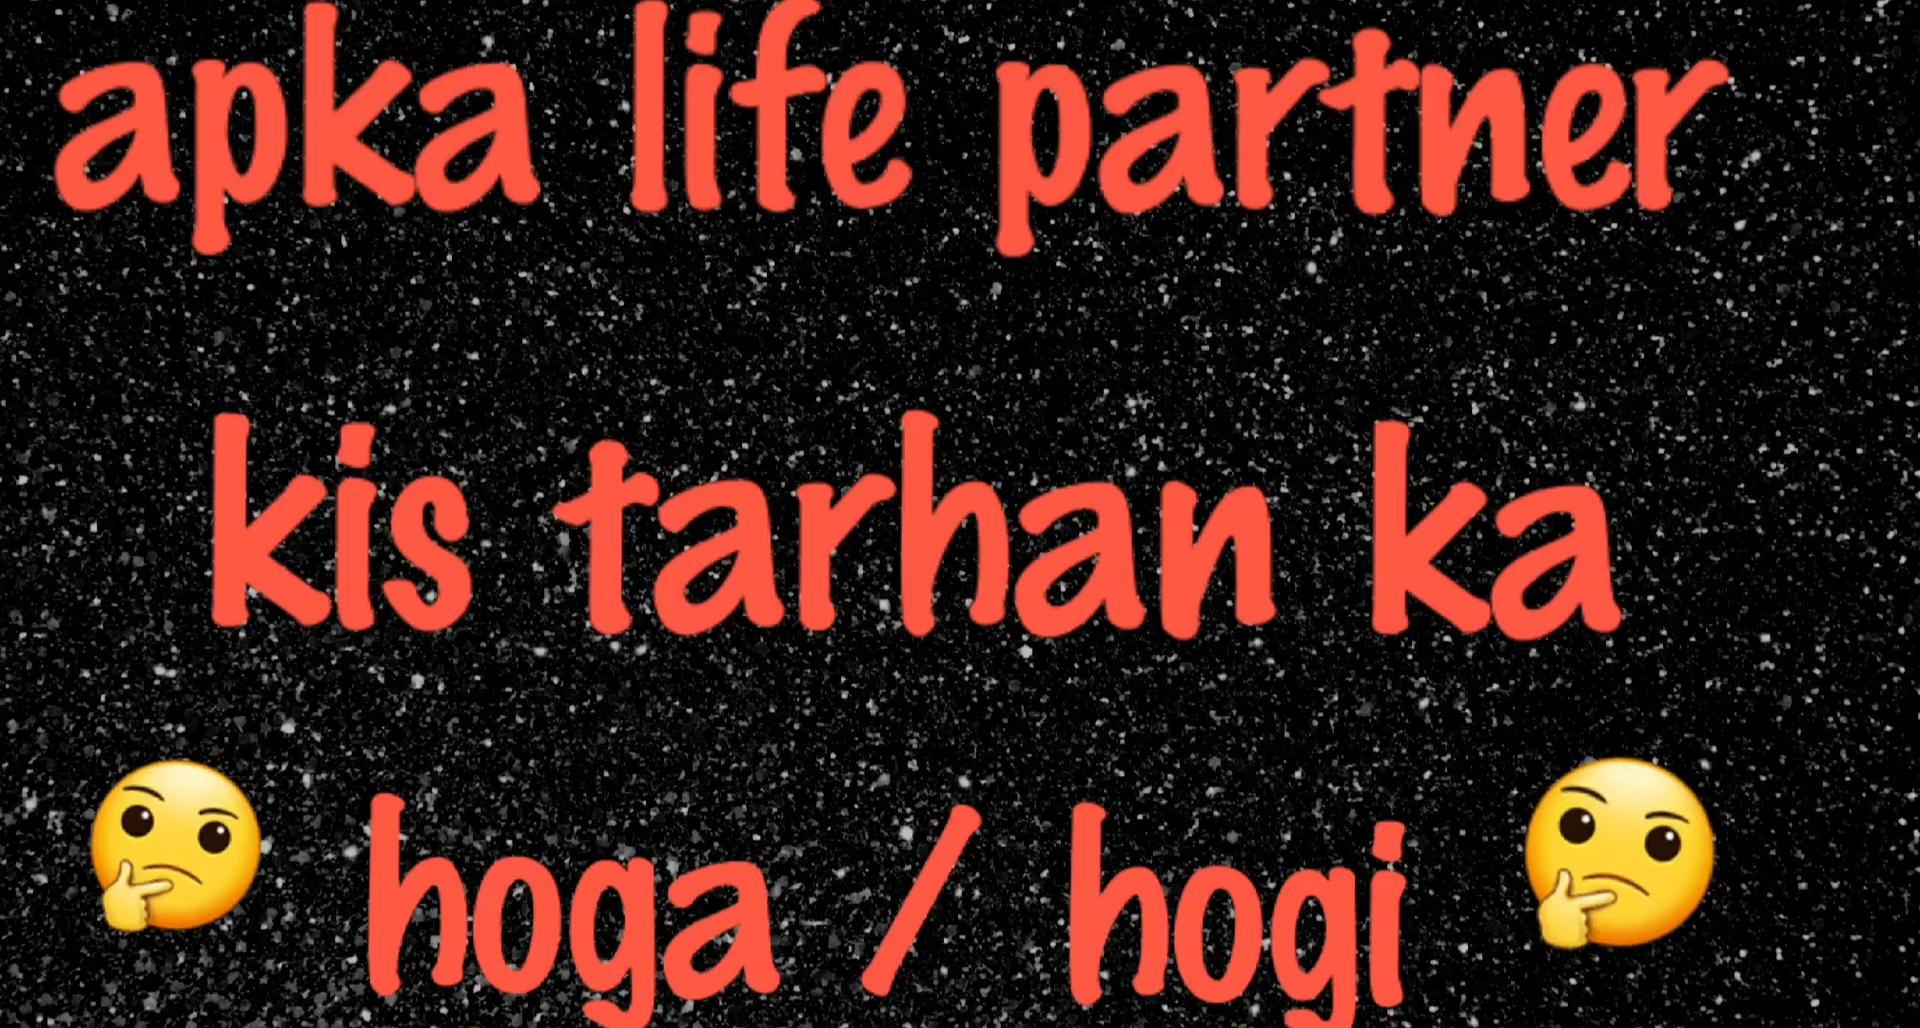 apka life partner
kis tarhan ka
🤔 hoga / hogi 🤔